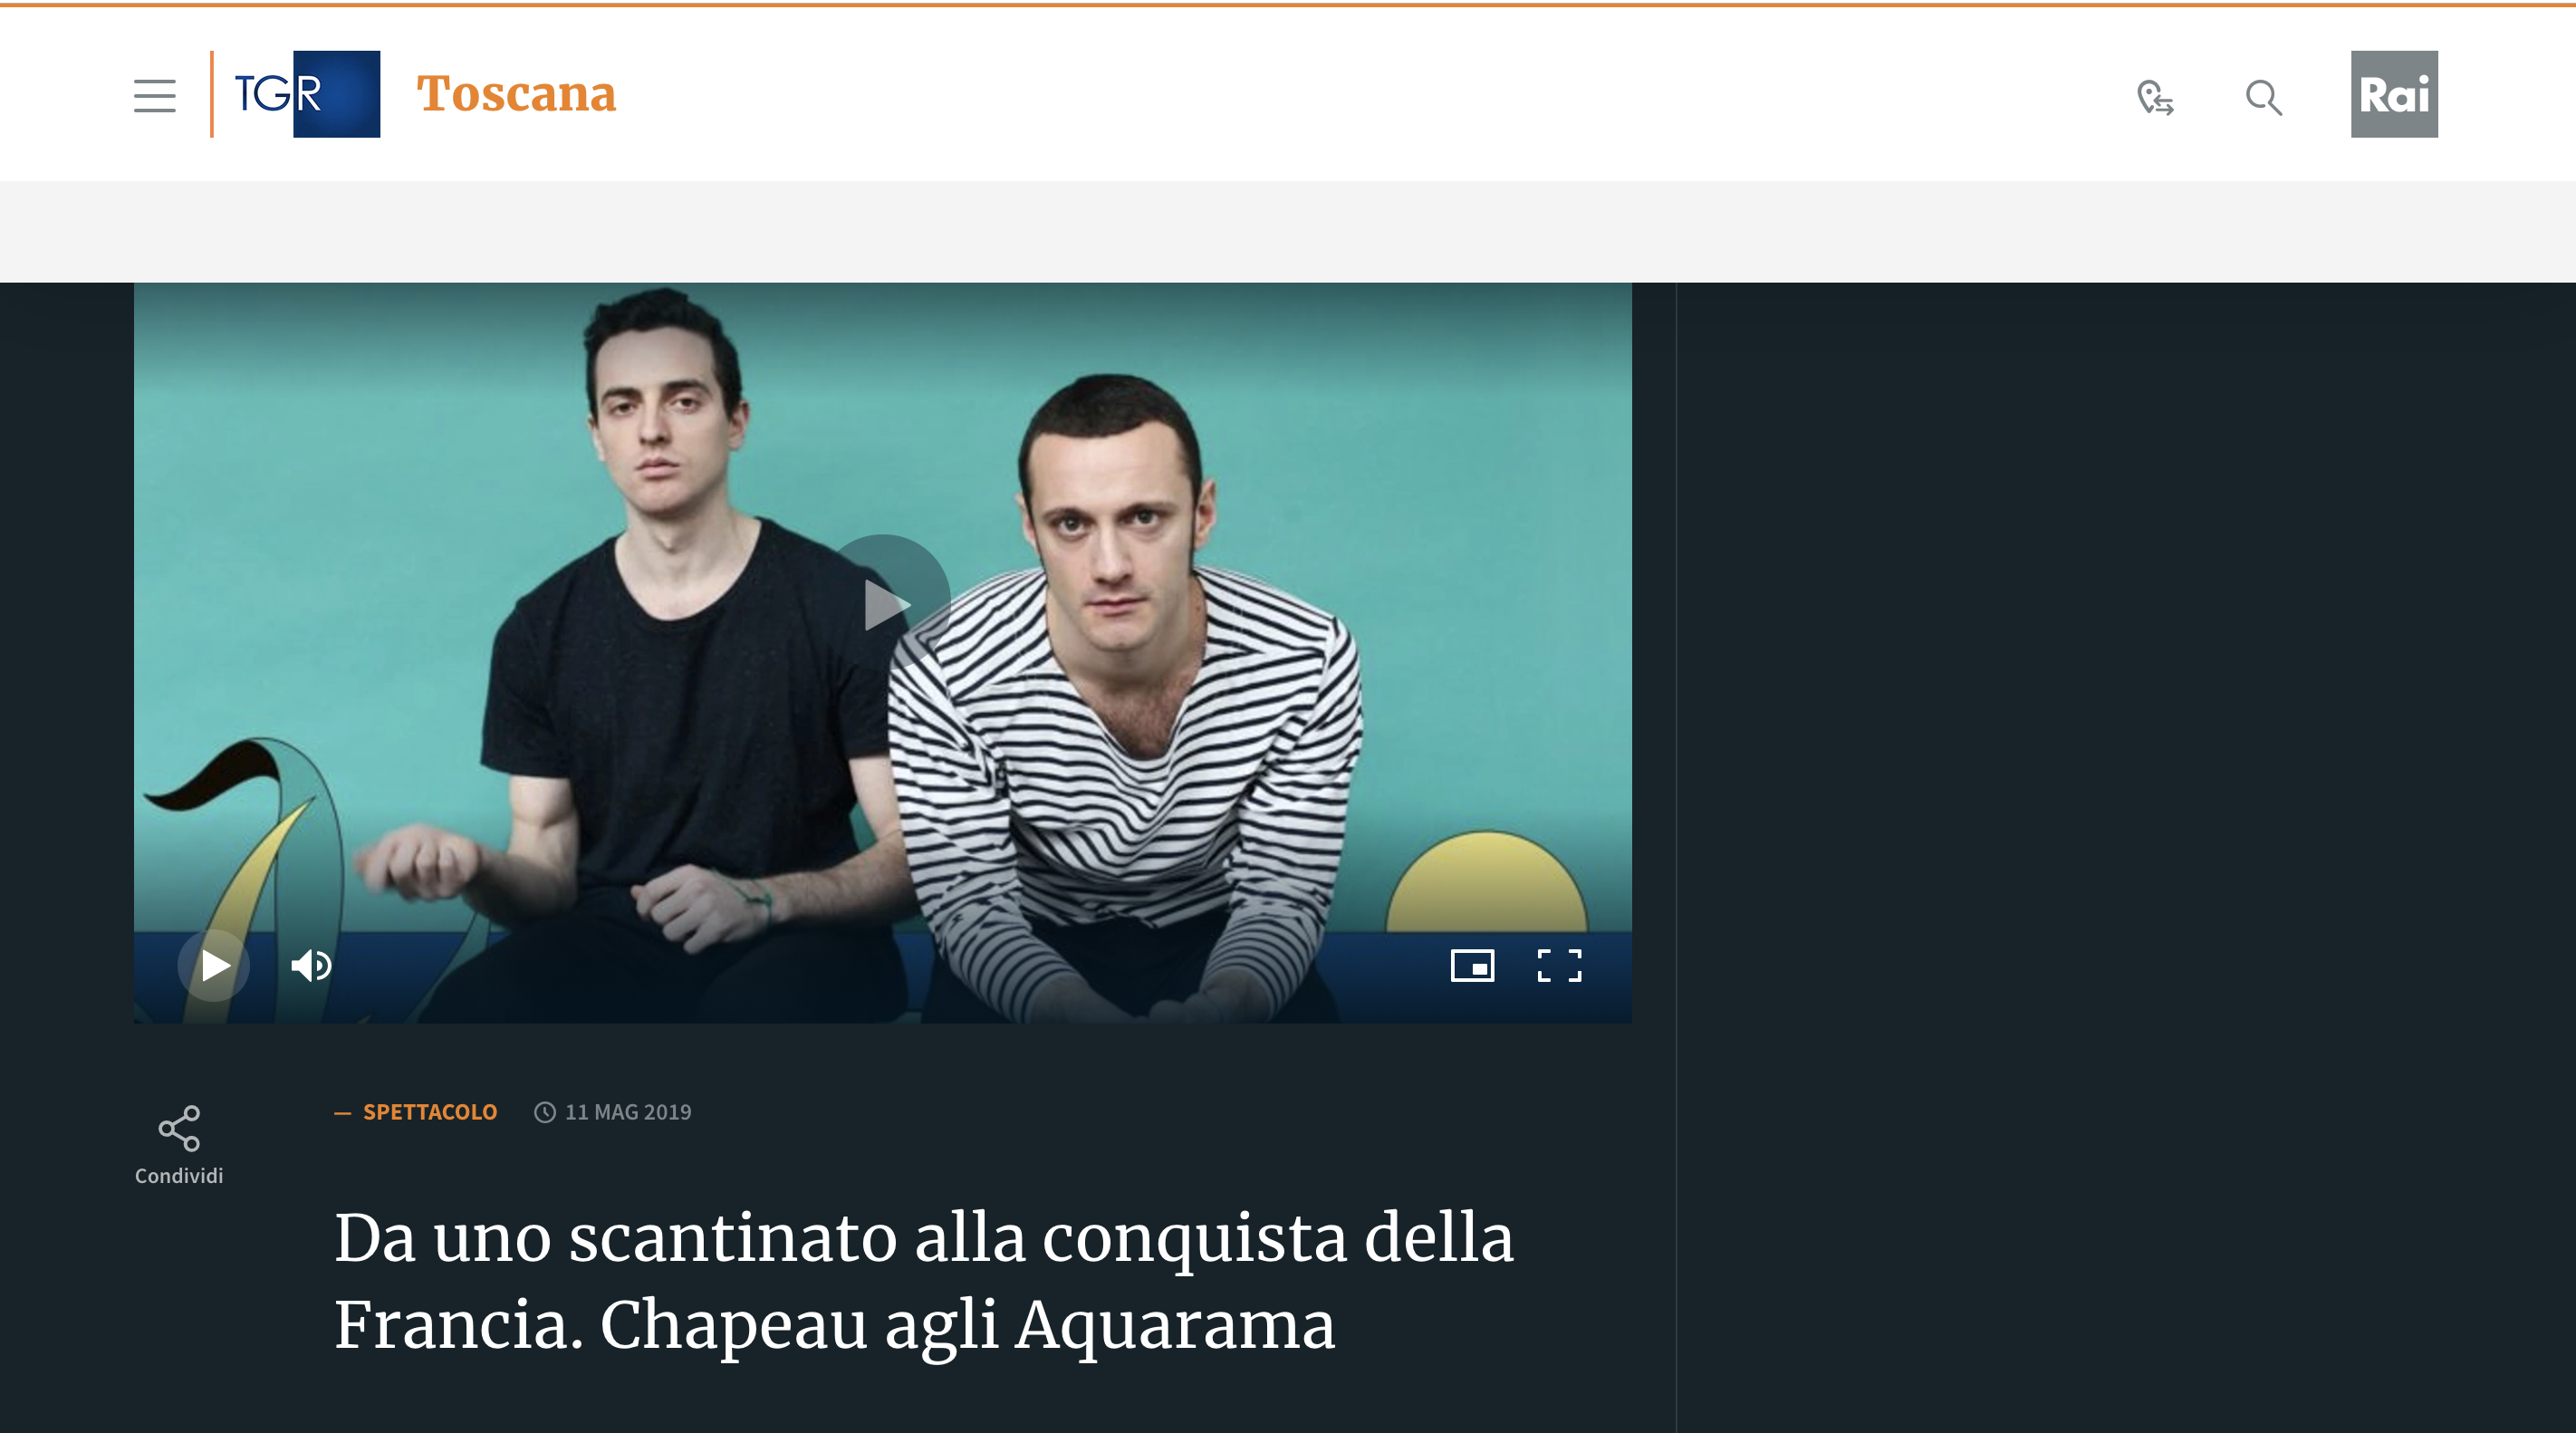 TGR
Toscana
Rai
— SPETTACOLO
11 MAG 2019
Condividi
Da uno scantinato alla conquista della
Francia. Chapeau agli Aquarama